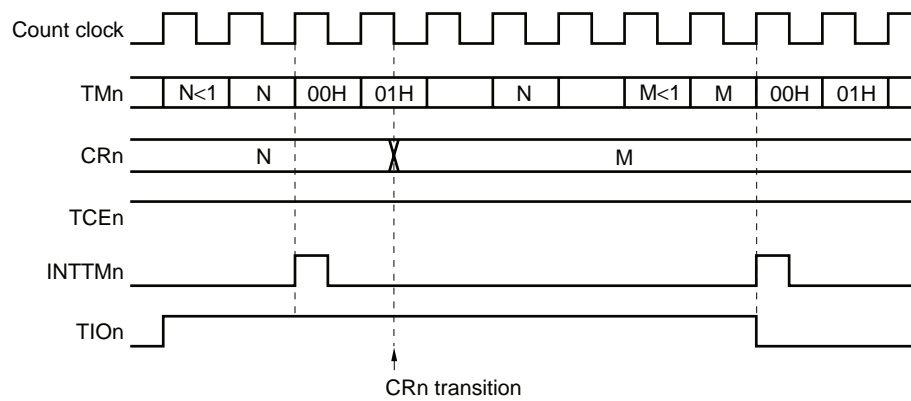 Count clock
TMn N<1 N 00H 01H N M<1 M 00H 01H
CRn N M
TCEn
INTTMn
TIOn
CRn transition